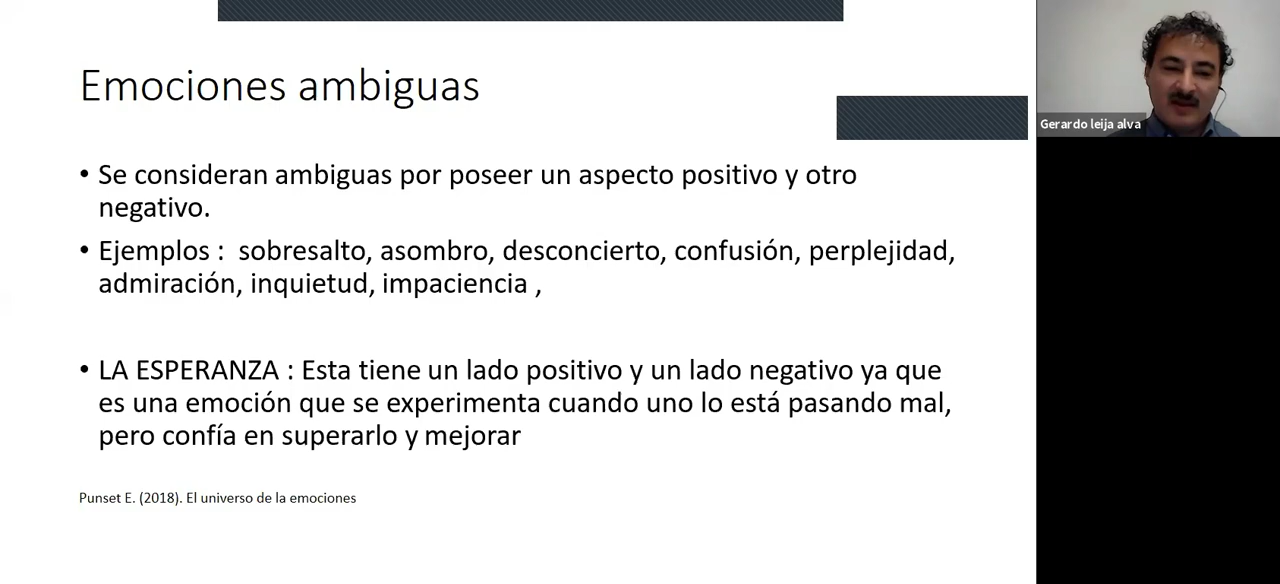 Emociones ambiguas
Gerardo leija alva
• Se consideran ambiguas por poseer un aspecto positivo y otro
negativo.
• Ejemplos :  sobresalto, asombro, desconcierto, confusión, perplejidad,
admiración, inquietud, impaciencia ,
• LA ESPERANZA : Esta tiene un lado positivo y un lado negativo ya que
es una emoción que se experimenta cuando uno lo está pasando mal,
pero confía en superarlo y mejorar
Punset E. (2018). El universo de la emociones